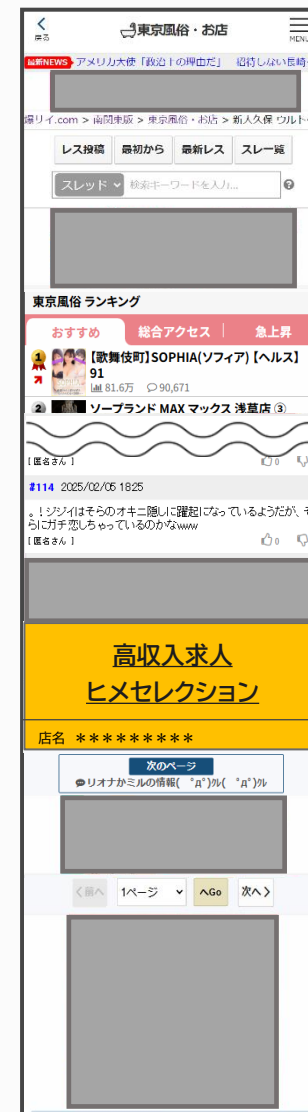 戻る
東京風俗・お店
MENU
最新NEWS アメリカ大使「政治上の理由だ」 招待しない長崎
爆サイ.com > 南関東版 > 東京風俗・お店 > 新大久保 ウルト
レス投稿 最初から 最新レス スレ一覧
スレッド 検索キーワードを入力...
東京風俗 ランキング
おすすめ 総合アクセス 急上昇
1 【歌舞伎町】SOPHIA(ソフィア)【ヘルス】
91
81.6万 90,671
2 ソープランド MAX マックス 浅草店 ③
[匿名さん] 0
#114 2025/02/05 18:25
。！ジジイはそらのオキニ隠しに躍起になっているようだが、そ
らにガチ恋しちゃっているのかなwww
[匿名さん] 0
高収入求人
ヒメセレクション
店名 ＊＊＊＊＊＊＊＊＊
次のページ
リオナかミルの情報( ﾟдﾟ)ｸﾚ( ﾟдﾟ)ｸﾚ
前へ 1ページ へGo 次へ